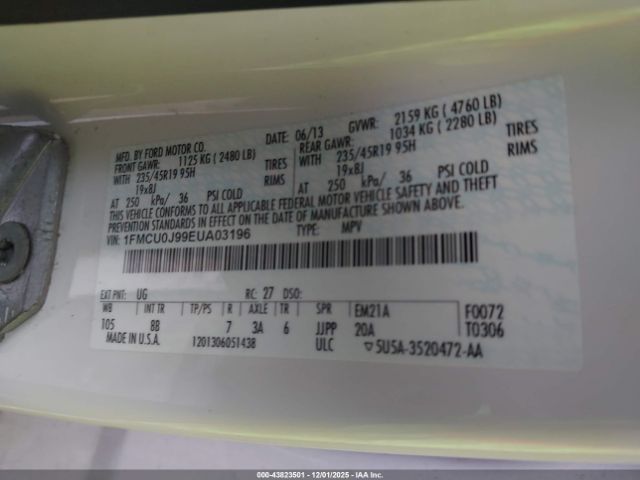 MFD. BY FORD MOTOR CO.
DATE: 06/13 GVWR: 2159 KG ( 4760 LB)
FRONT GAWR: 1125 KG ( 2480 LB) REAR GAWR: 1034 KG ( 2280 LB)
WITH 235/45R19 95H TIRES WITH 235/45R19 95H TIRES
19x8J RIMS 19x8J RIMS
AT 250 kPa/ 36 PSI COLD AT 250 kPa/ 36 PSI COLD
THIS VEHICLE CONFORMS TO ALL APPLICABLE FEDERAL MOTOR VEHICLE SAFETY AND THEFT
PREVENTION STANDARDS IN EFFECT ON THE DATE OF MANUFACTURE SHOWN ABOVE.
VIN: 1FMCU0J99EUA03196 TYPE: MPV
EXT PNT: UG RC: 27 DSO:
WB INT TR TP/PS R AXLE TR SPR EM21A F0072
105 8B 7 3A 6 JJPP 20A T0306
MADE IN U.S.A. 1201306051438 ULC ▽5U5A-3520472-AA
000-43823501 - 12/01/2025 - IAA Inc.